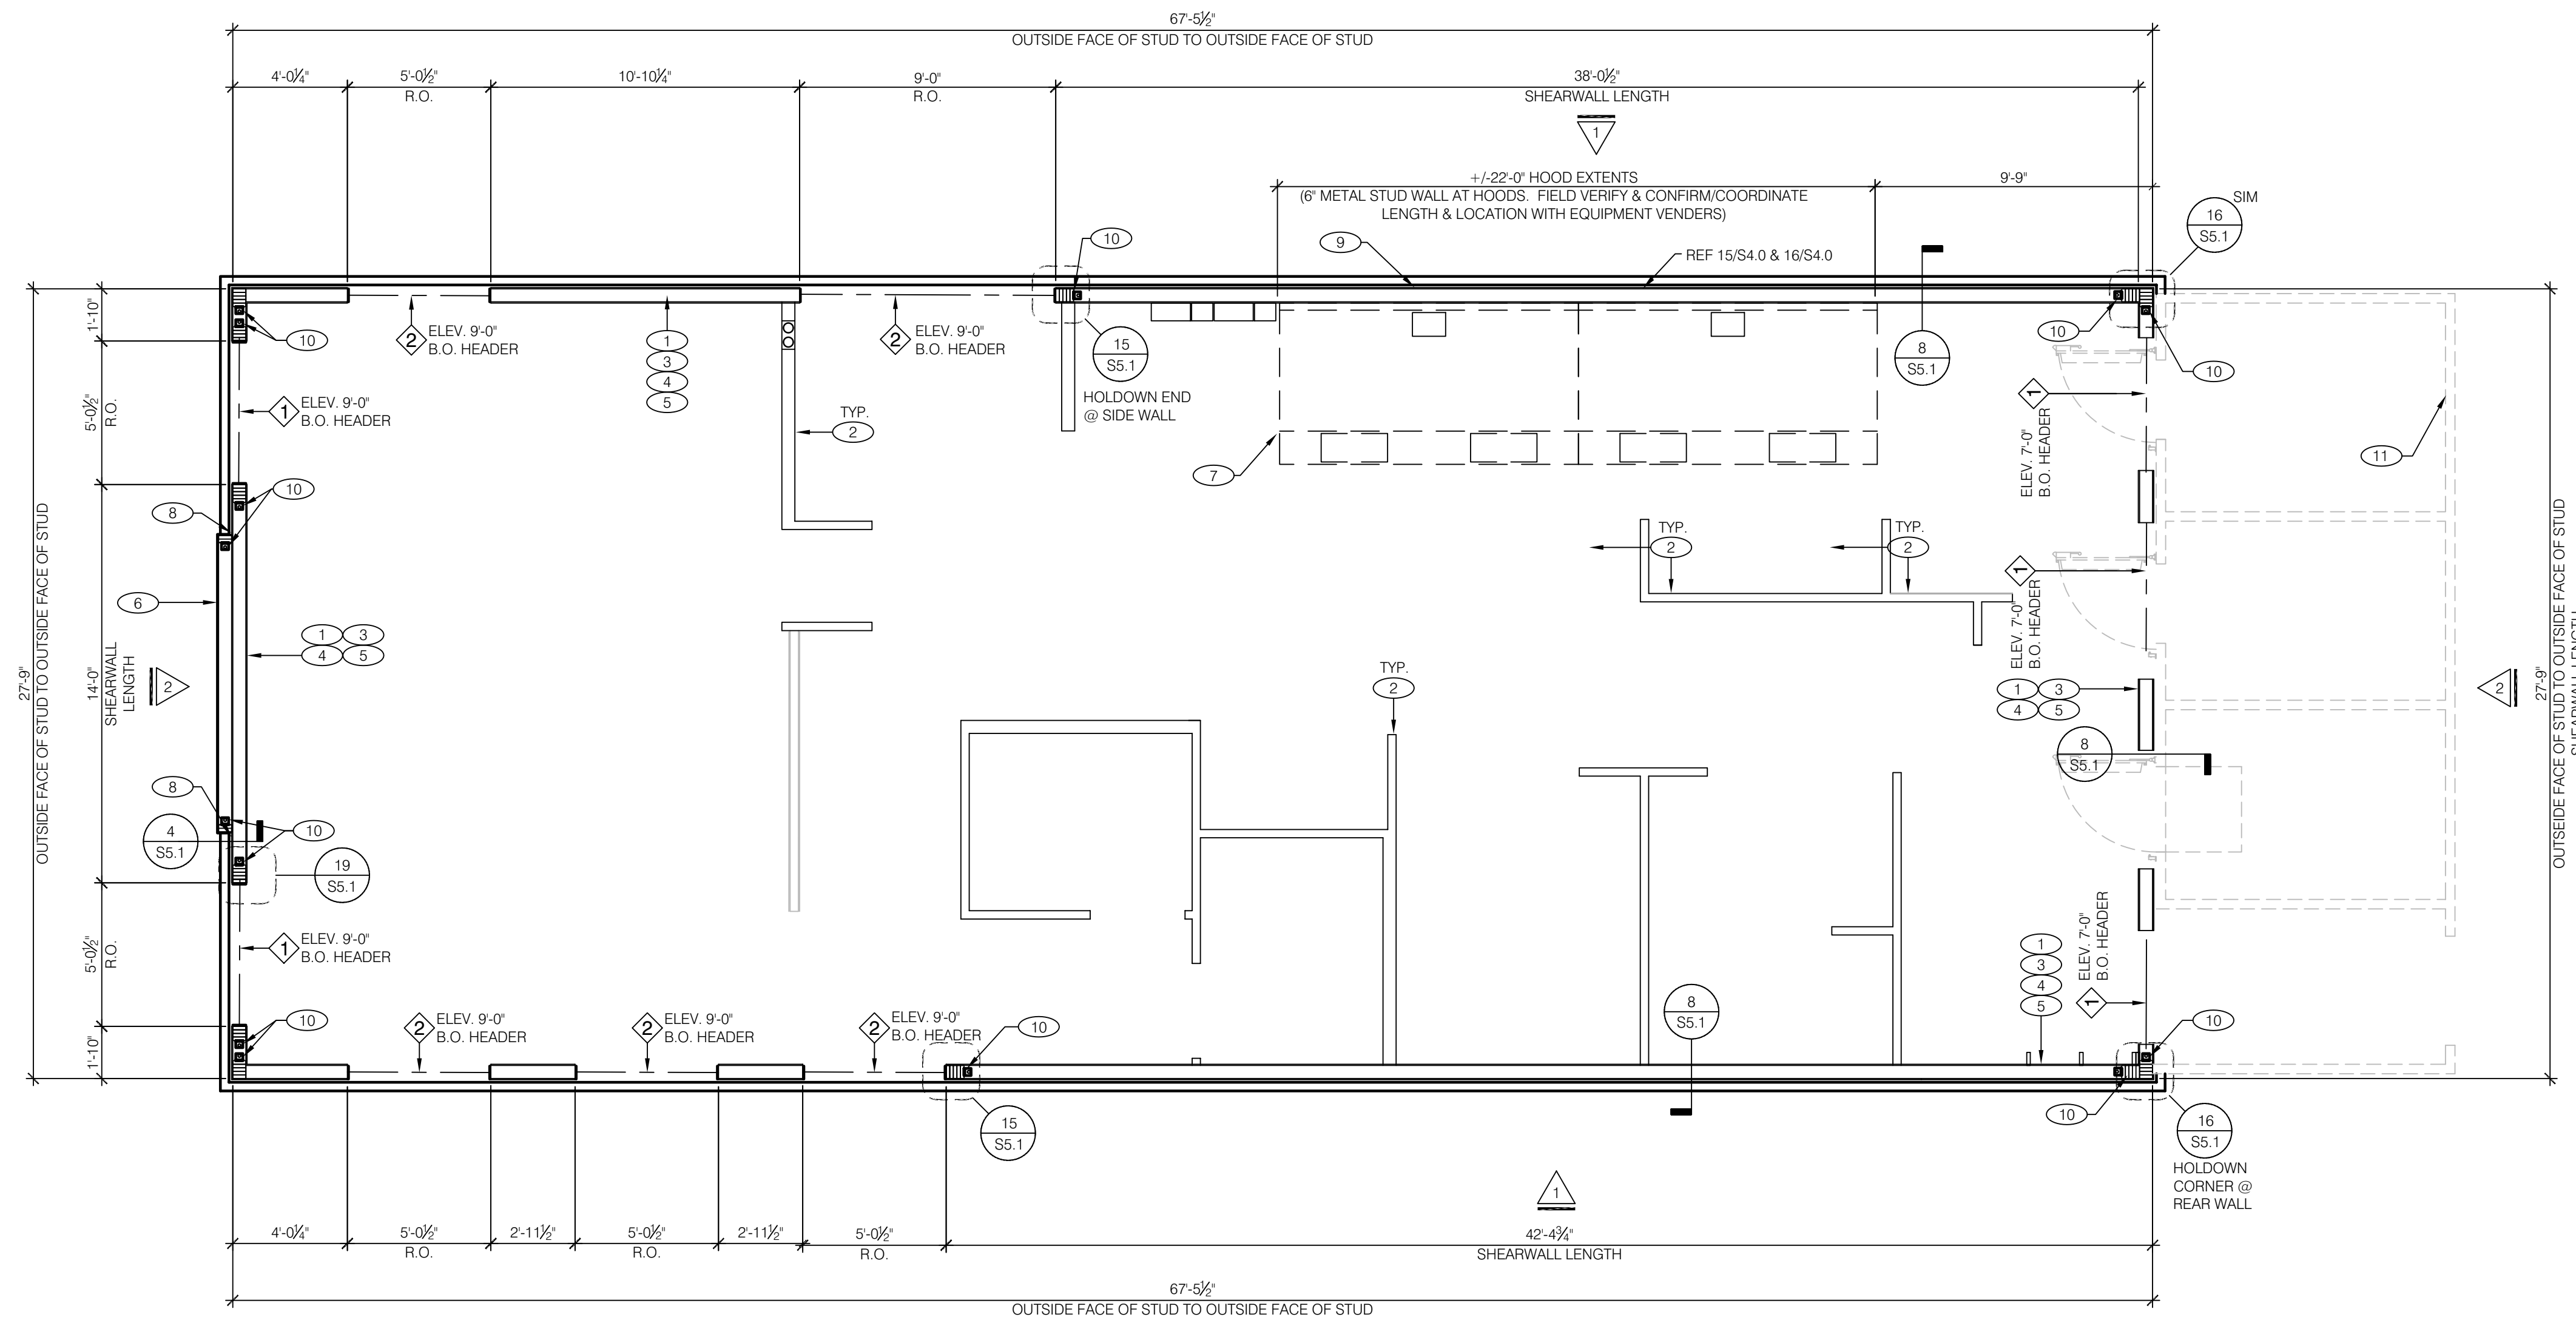 67'-5½"
OUTSIDE FACE OF STUD TO OUTSIDE FACE OF STUD
4'-0¼"
5'-0½"
R.O.
10'-10¼"
9'-0"
R.O.
38'-0½"
SHEARWALL LENGTH
1
+/-22'-0" HOOD EXTENTS
(6" METAL STUD WALL AT HOODS. FIELD VERIFY & CONFIRM/COORDINATE
LENGTH & LOCATION WITH EQUIPMENT VENDERS)
9'-9"
16
S5.1
SIM
10
9
REF 15/S4.0 & 16/S4.0
1'-10"
10
2
ELEV. 9'-0"
B.O. HEADER
1
3
4
5
2
ELEV. 9'-0"
B.O. HEADER
15
S5.1
HOLDOWN END
@ SIDE WALL
8
S5.1
10
10
5'-0½"
R.O.
1
ELEV. 9'-0"
B.O. HEADER
TYP.
2
7
1
ELEV. 7'-0"
B.O. HEADER
11
8
10
TYP.
2
TYP.
2
1
ELEV. 7'-0"
B.O. HEADER
6
1 3
4 5
27'-9"
OUTSIDE FACE OF STUD TO OUTSIDE FACE OF STUD
14'-0"
SHEARWALL
LENGTH
2
TYP.
2
1 3
4 5
2
27'-9"
OUTSEIDE FACE OF STUD TO OUTSIDE FACE OF STUD
SHEARWALL LENGTH
8
S5.1
8
4
S5.1
10
19
S5.1
5'-0½"
R.O.
1
ELEV. 9'-0"
B.O. HEADER
1
3
4
5
ELEV. 7'-0"
B.O. HEADER
1
1'-10"
10
2
ELEV. 9'-0"
B.O. HEADER
2
ELEV. 9'-0"
B.O. HEADER
2
ELEV. 9'-0"
B.O. HEADER
10
8
S5.1
10
15
S5.1
10
16
S5.1
HOLDOWN
CORNER @
REAR WALL
1
4'-0¼"
5'-0½"
R.O.
2'-11½"
5'-0½"
R.O.
2'-11½"
5'-0½"
R.O.
42'-4¾"
SHEARWALL LENGTH
67'-5½"
OUTSIDE FACE OF STUD TO OUTSIDE FACE OF STUD